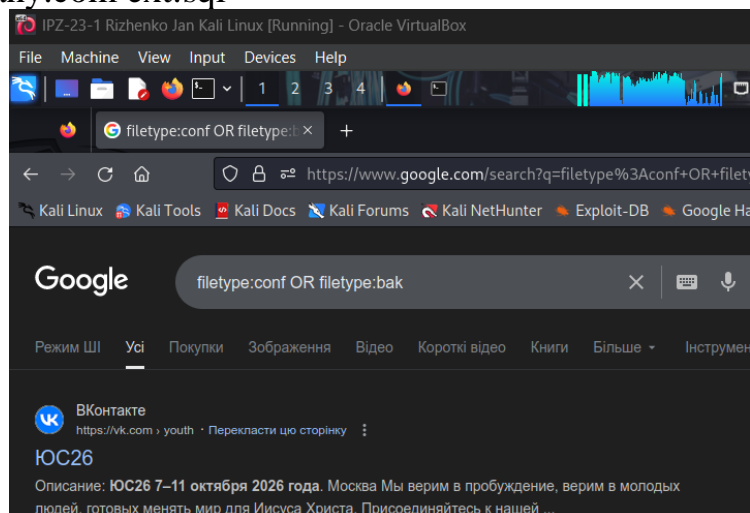 any.com ext:sql
IPZ-23-1 Rizhenko Jan Kali Linux [Running] - Oracle VirtualBox
File Machine View Input Devices Help
1 2 3 4
filetype:conf OR filetype:b
https://www.google.com/search?q=filetype%3Aconf+OR+filety
Kali Linux Kali Tools Kali Docs Kali Forums Kali NetHunter Exploit-DB Google Ha
Google filetype:conf OR filetype:bak
Режим ШІ Усі Покупки Зображення Відео Короткі відео Книги Більше Інструмен
ВКонтакте
https://vk.com › youth · Перекласти цю сторінку
ЮС26
Описание: ЮС26 7–11 октября 2026 года. Москва Мы верим в пробуждение, верим в молодых
людей, готовых менять мир для Иисуса Христа. Присоединяйтесь к нашей ...